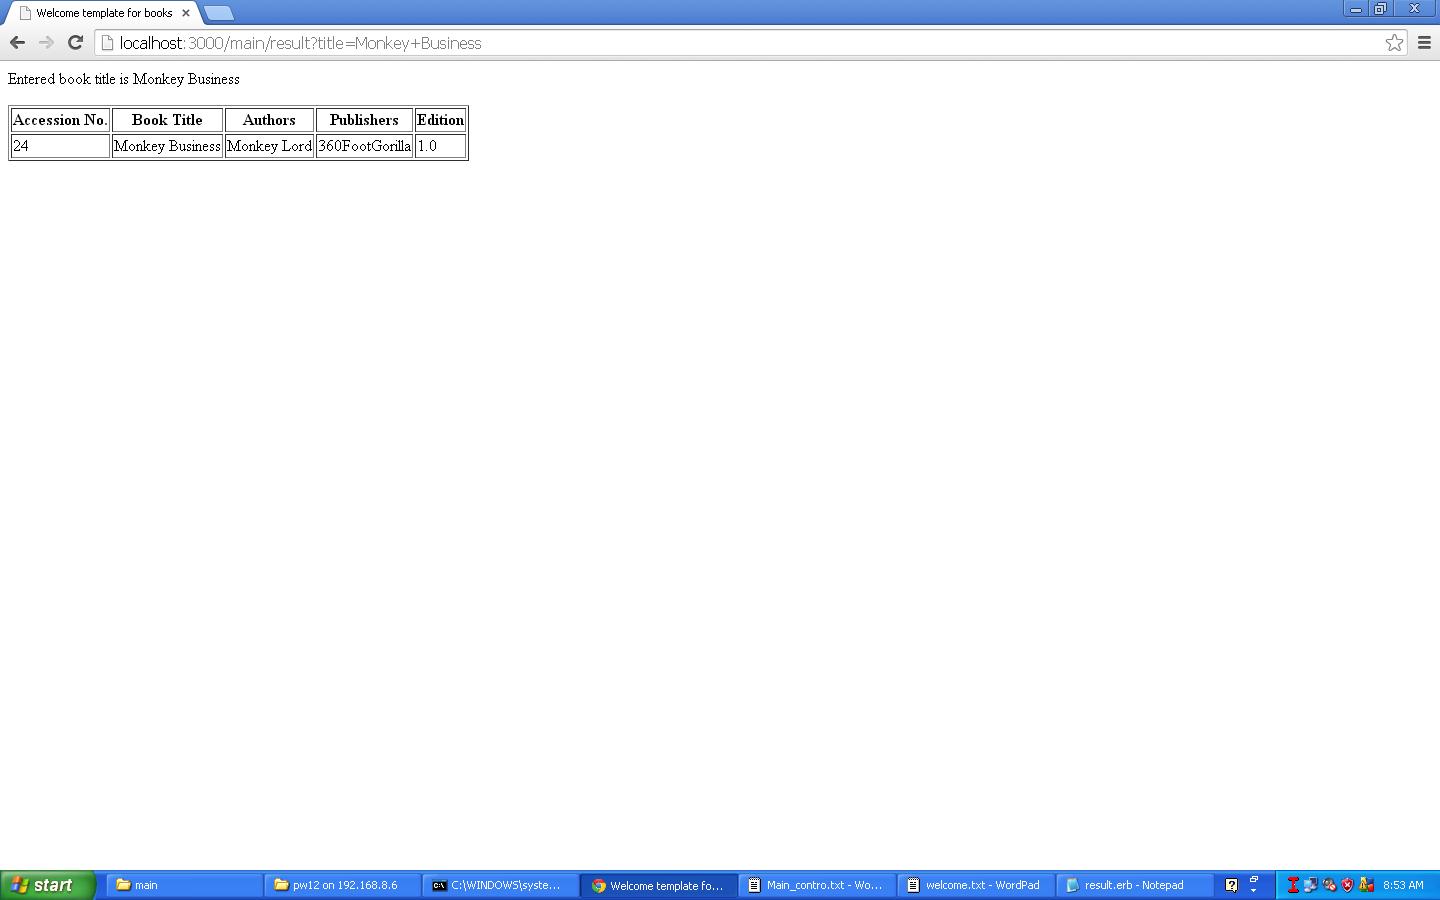 Welcome template for books
localhost:3000/main/result?title=Monkey+Business
Entered book title is Monkey Business
Accession No. Book Title Authors Publishers Edition
24 Monkey Business Monkey Lord 360FootGorilla 1.0
start main pw12 on 192.168.8.6 C:\WINDOWS\syste... Welcome template fo... Main_contro.txt - Wo... welcome.txt - WordPad result.erb - Notepad 8:53 AM